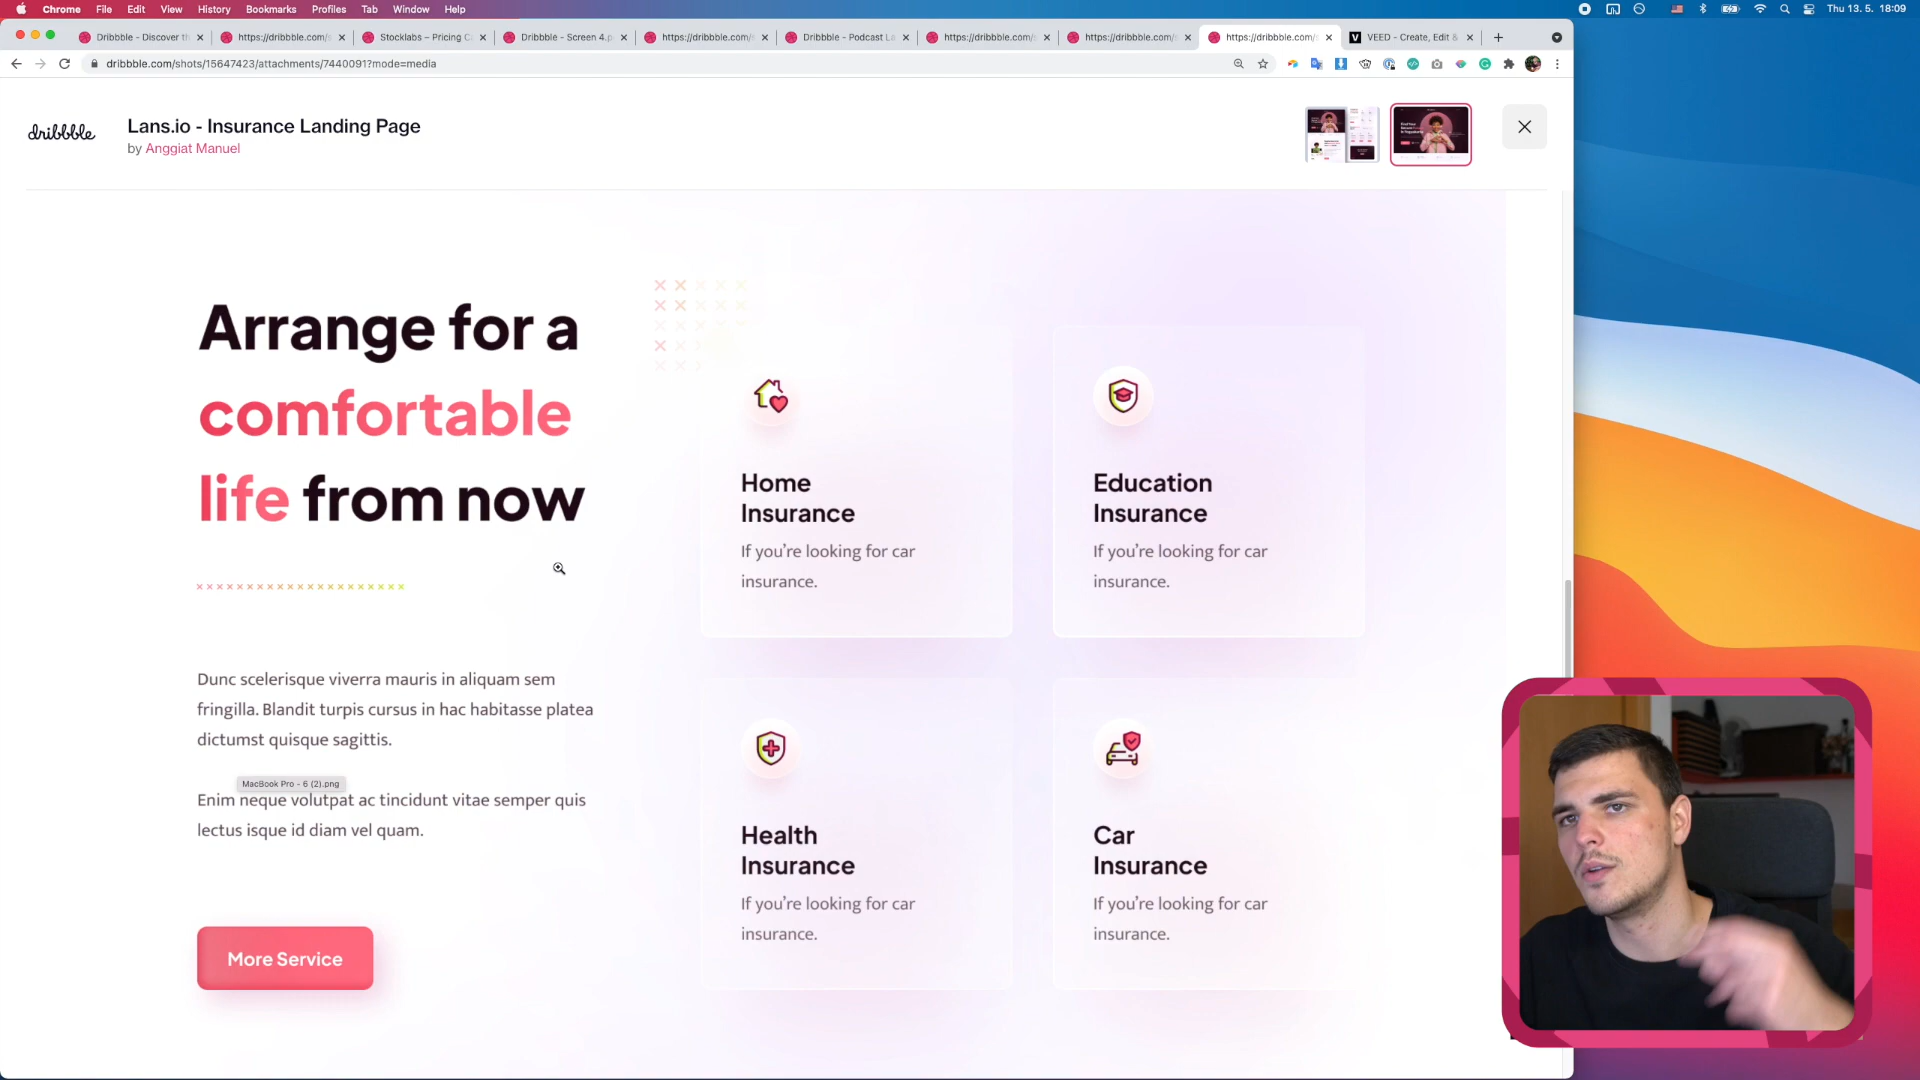 Chrome File Edit View History Bookmarks Profiles Tab Window Help
Thu 13. 5. 18:09
Dribbble - Discover th
https://dribbble.com/s
Stocklabs – Pricing C
Dribbble - Screen 4.p
https://dribbble.com/s
Dribbble - Podcast La
https://dribbble.com/s
https://dribbble.com/s
https://dribbble.com/s
VEED - Create, Edit &
dribbble.com/shots/15647423/attachments/7440091?mode=media
dribbble
Lans.io - Insurance Landing Page
by Anggiat Manuel
Arrange for a
comfortable
life from now
Dunc scelerisque viverra mauris in aliquam sem
fringilla. Blandit turpis cursus in hac habitasse platea
dictumst quisque sagittis.
MacBook Pro - 6 (2).png
Enim neque volutpat ac tincidunt vitae semper quis
lectus isque id diam vel quam.
More Service
Home
Insurance
If you're looking for car
insurance.
Education
Insurance
If you're looking for car
insurance.
Health
Insurance
If you're looking for car
insurance.
Car
Insurance
If you're looking for car
insurance.